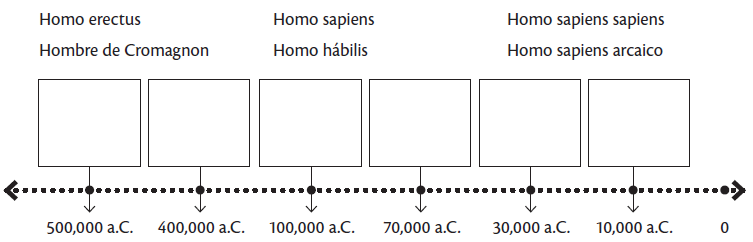 Homo erectus Homo sapiens Homo sapiens sapiens
Hombre de Cromagnon Homo hábilis Homo sapiens arcaico
500,000 a.C. 400,000 a.C. 100,000 a.C. 70,000 a.C. 30,000 a.C. 10,000 a.C. 0